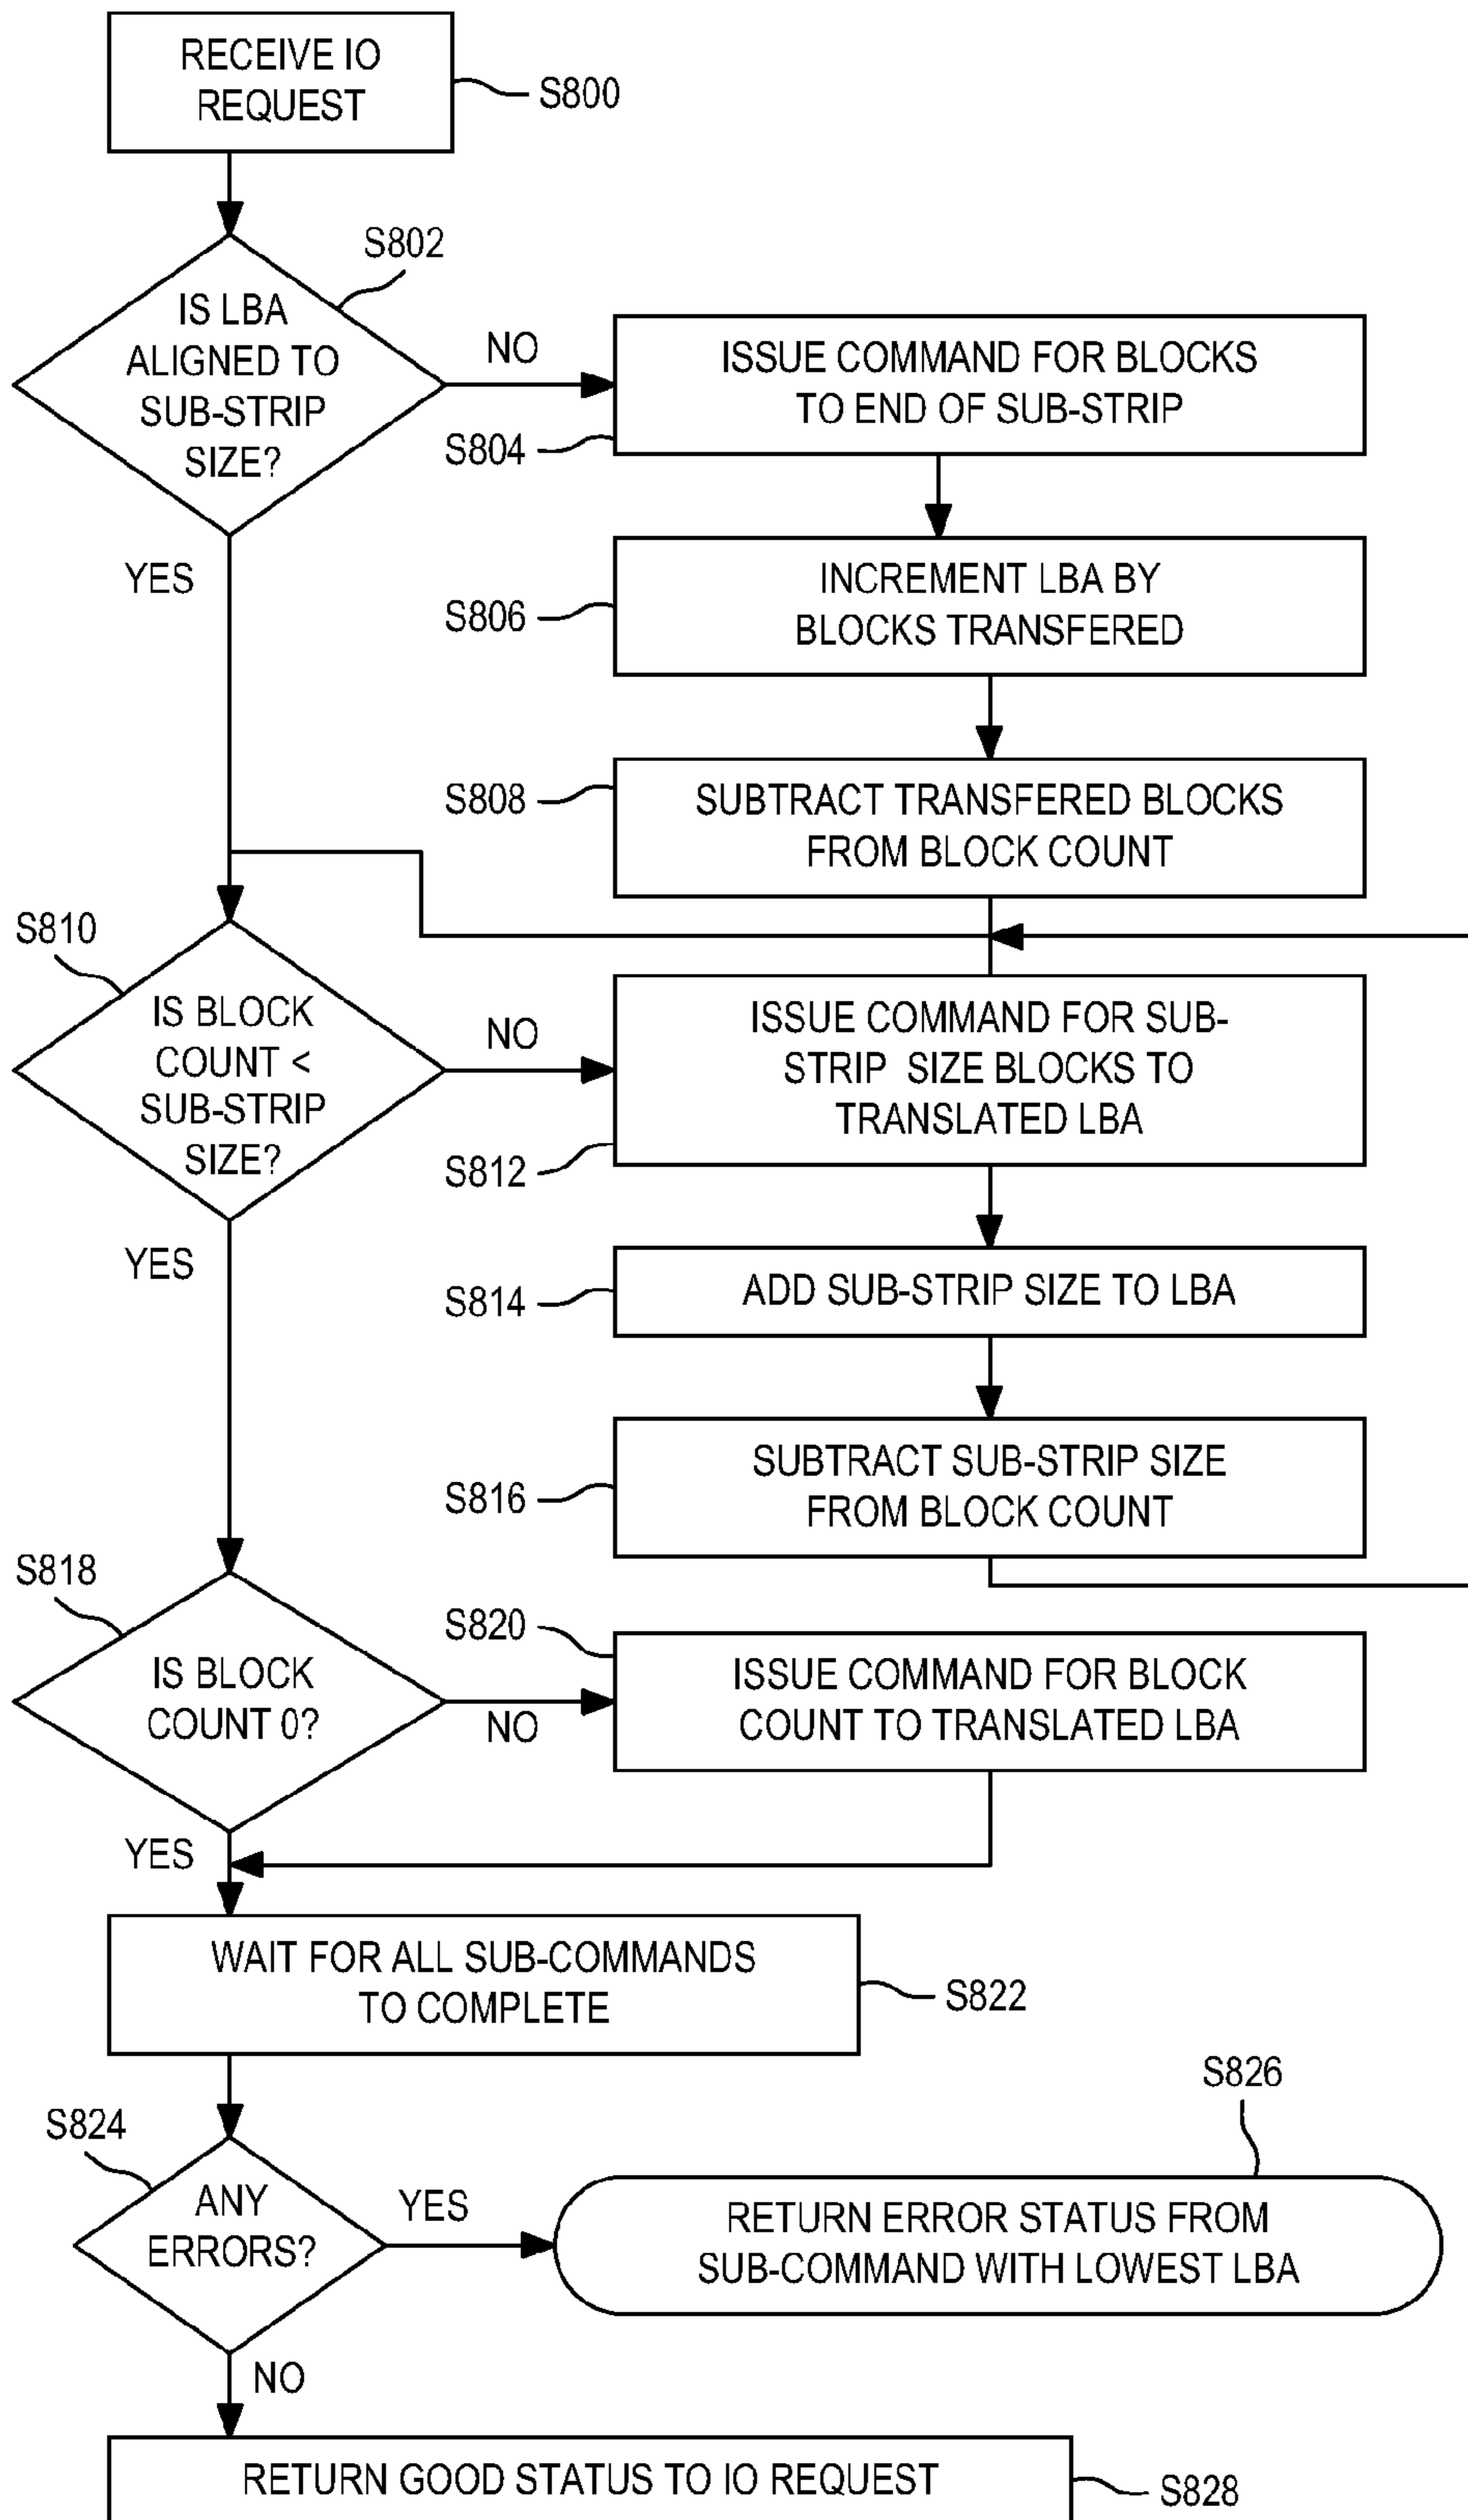 RECEIVE IO
REQUEST
S800
S802
IS LBA
ALIGNED TO
SUB-STRIP
SIZE?
NO
YES
ISSUE COMMAND FOR BLOCKS
TO END OF SUB-STRIP
S804
INCREMENT LBA BY
BLOCKS TRANSFERED
S806
SUBTRACT TRANSFERED BLOCKS
FROM BLOCK COUNT
S808
S810
IS BLOCK
COUNT <
SUB-STRIP
SIZE?
NO
YES
ISSUE COMMAND FOR SUB-
STRIP SIZE BLOCKS TO
TRANSLATED LBA
S812
ADD SUB-STRIP SIZE TO LBA
S814
SUBTRACT SUB-STRIP SIZE
FROM BLOCK COUNT
S816
S818
IS BLOCK
COUNT 0?
NO
YES
S820
ISSUE COMMAND FOR BLOCK
COUNT TO TRANSLATED LBA
WAIT FOR ALL SUB-COMMANDS
TO COMPLETE
S822
S824
ANY
ERRORS?
YES
NO
S826
RETURN ERROR STATUS FROM
SUB-COMMAND WITH LOWEST LBA
RETURN GOOD STATUS TO IO REQUEST
S828